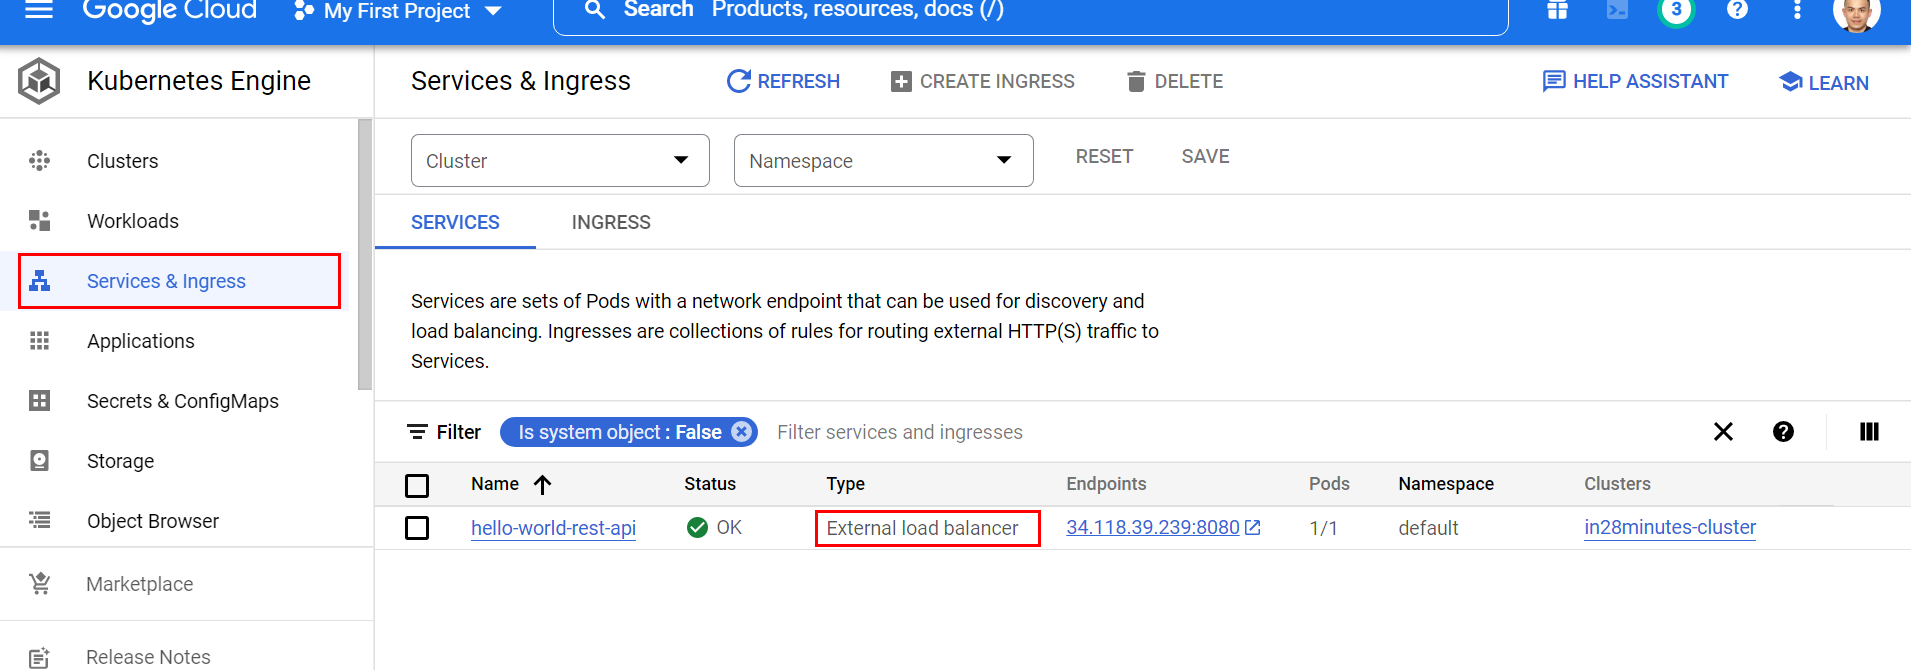 Google Cloud My First Project Search Products, resources, docs (/) 3
Kubernetes Engine
Services & Ingress REFRESH CREATE INGRESS DELETE HELP ASSISTANT LEARN
Clusters
Workloads
Services & Ingress
Applications
Secrets & ConfigMaps
Storage
Object Browser
Marketplace
Release Notes
Cluster Namespace RESET SAVE
SERVICES INGRESS
Services are sets of Pods with a network endpoint that can be used for discovery and
load balancing. Ingresses are collections of rules for routing external HTTP(S) traffic to
Services.
Filter Is system object : False Filter services and ingresses
Name Status Type Endpoints Pods Namespace Clusters
hello-world-rest-api OK External load balancer 34.118.39.239:8080 1/1 default in28minutes-cluster